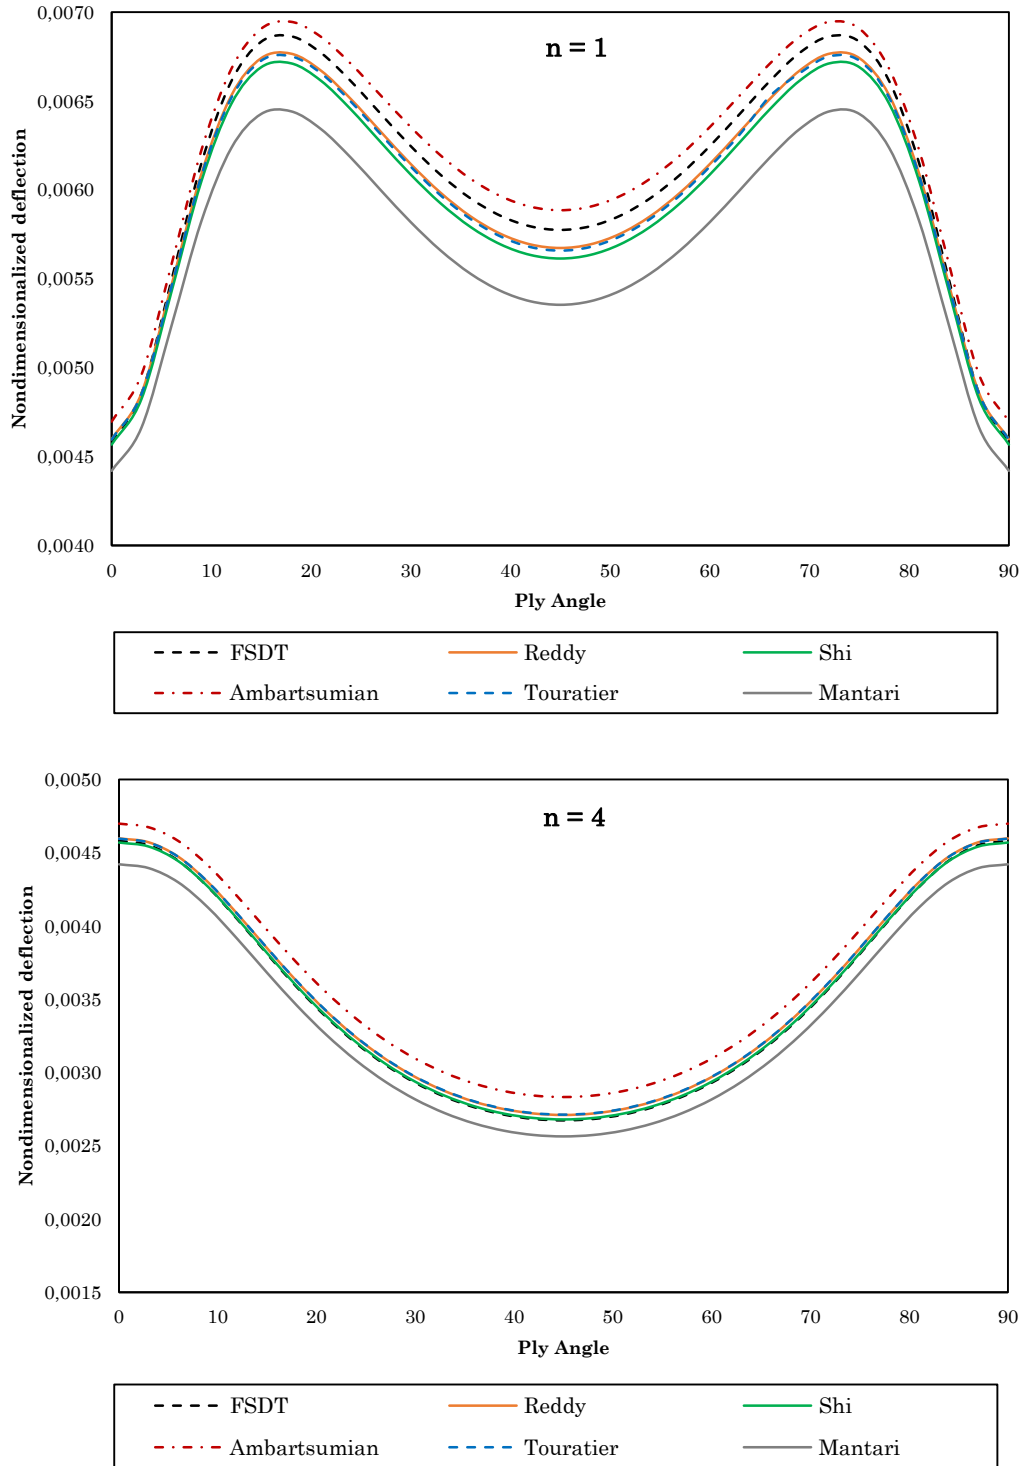 0,0070
n = 1
0,0065
0,0060
0,0055
0,0050
0,0045
0,0040
Nondimensionalized deflection
0 10 20 30 40 50 60 70 80 90
Ply Angle
FSDT Reddy Shi
Ambartsumian Touratier Mantari
0,0050
n = 4
0,0045
0,0040
0,0035
0,0030
0,0025
0,0020
0,0015
Nondimensionalized deflection
0 10 20 30 40 50 60 70 80 90
Ply Angle
FSDT Reddy Shi
Ambartsumian Touratier Mantari